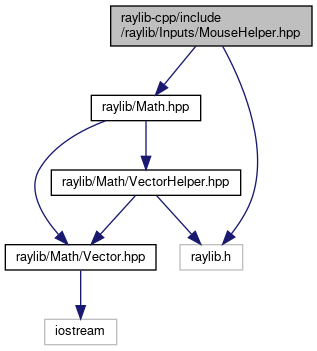 raylib-cpp/include
/raylib/Inputs/MouseHelper.hpp
raylib/Math.hpp
raylib/Math/VectorHelper.hpp
raylib/Math/Vector.hpp
raylib.h
iostream